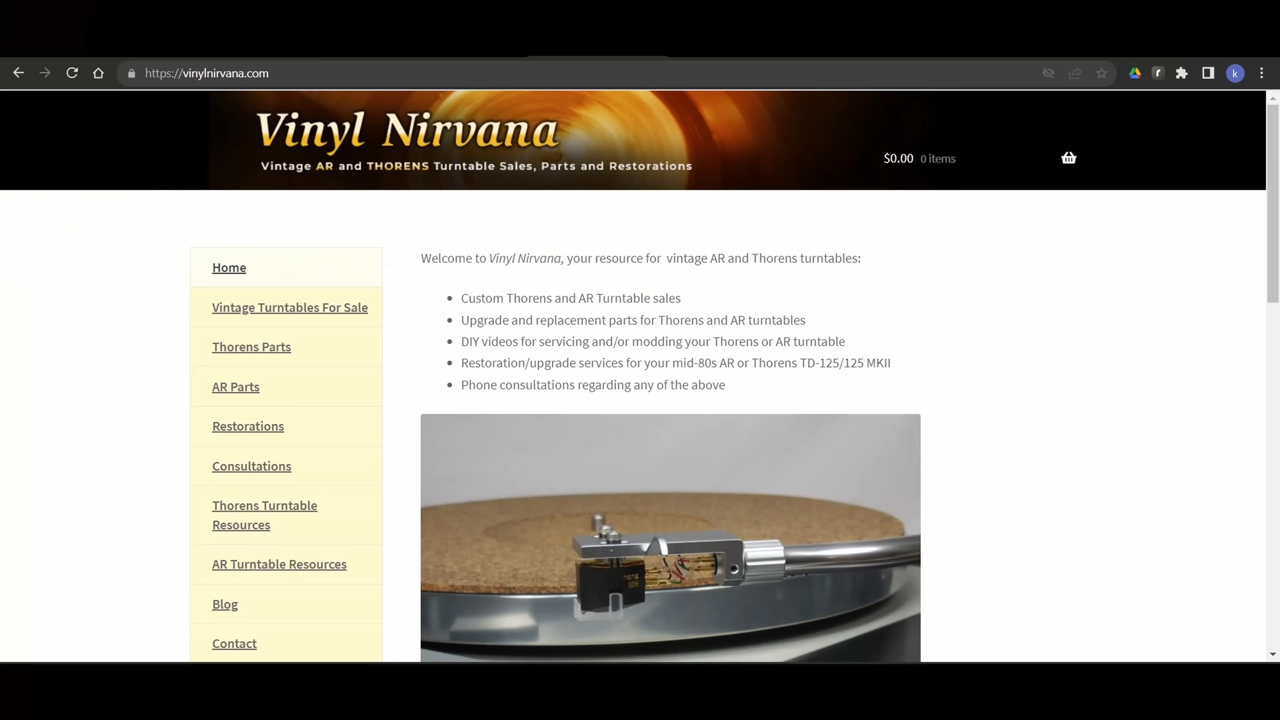 https://vinylnirvana.com
k
Vinyl Nirvana
Vintage AR and THORENS Turntable Sales, Parts and Restorations
$0.00 0 items
Home
Vintage Turntables For Sale
Thorens Parts
AR Parts
Restorations
Consultations
Thorens Turntable
Resources
AR Turntable Resources
Blog
Contact
Welcome to Vinyl Nirvana, your resource for vintage AR and Thorens turntables:
Custom Thorens and AR Turntable sales
Upgrade and replacement parts for Thorens and AR turntables
DIY videos for servicing and/or modding your Thorens or AR turntable
Restoration/upgrade services for your mid-80s AR or Thorens TD-125/125 MKII
Phone consultations regarding any of the above